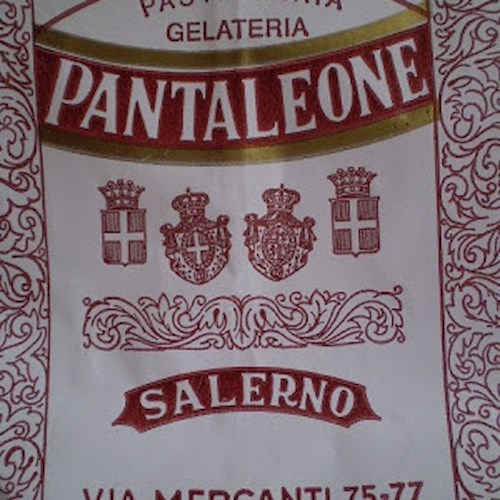 GELATERIA
PANTALEONE
SALERNO
VIA MERCANTI 75-77